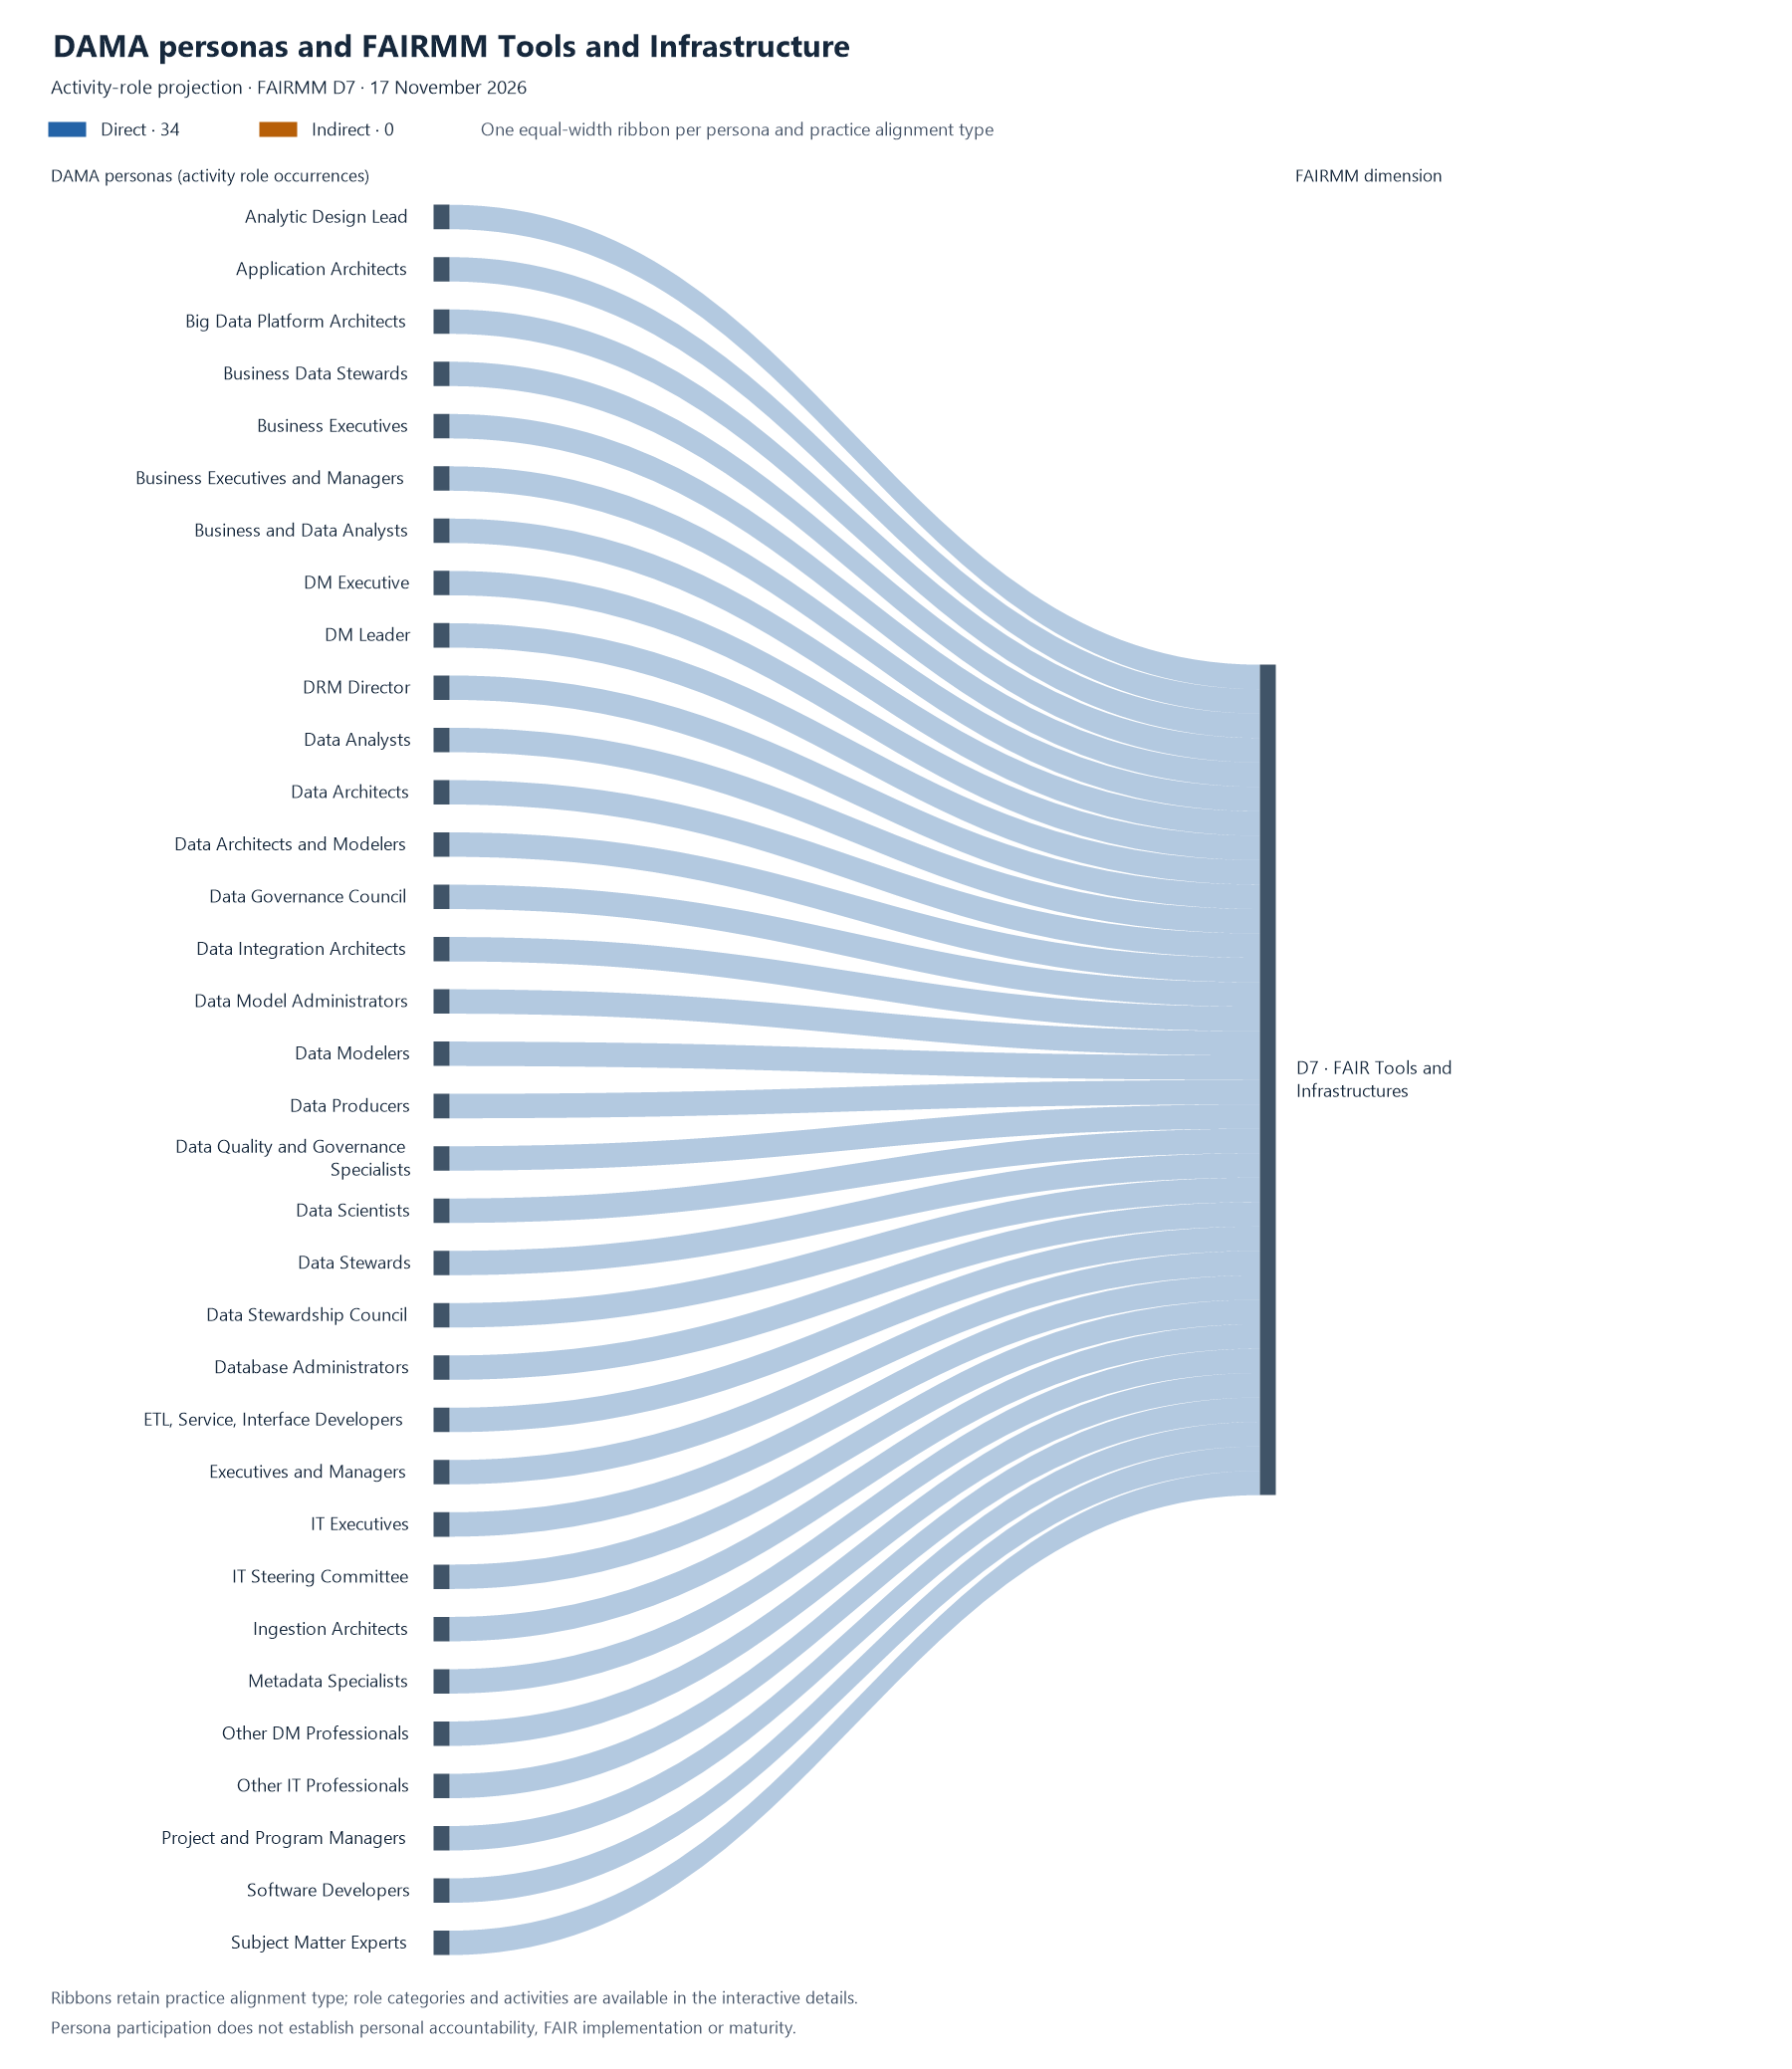 DAMA personas and FAIRMM Tools and Infrastructure
Activity-role projection · FAIRMM D7 · 17 November 2026
Direct · 34
Indirect · 0
One equal-width ribbon per persona and practice alignment type
DAMA personas (activity role occurrences)
FAIRMM dimension
Analytic Design Lead
Application Architects
Big Data Platform Architects
Business Data Stewards
Business Executives
Business Executives and Managers
Business and Data Analysts
DM Executive
DM Leader
DRM Director
Data Analysts
Data Architects
Data Architects and Modelers
Data Governance Council
Data Integration Architects
Data Model Administrators
Data Modelers
Data Producers
Data Quality and Governance
Specialists
Data Scientists
Data Stewards
Data Stewardship Council
Database Administrators
ETL, Service, Interface Developers
Executives and Managers
IT Executives
IT Steering Committee
Ingestion Architects
Metadata Specialists
Other DM Professionals
Other IT Professionals
Project and Program Managers
Software Developers
Subject Matter Experts
D7 · FAIR Tools and
Infrastructures
Ribbons retain practice alignment type; role categories and activities are available in the interactive details.
Persona participation does not establish personal accountability, FAIR implementation or maturity.